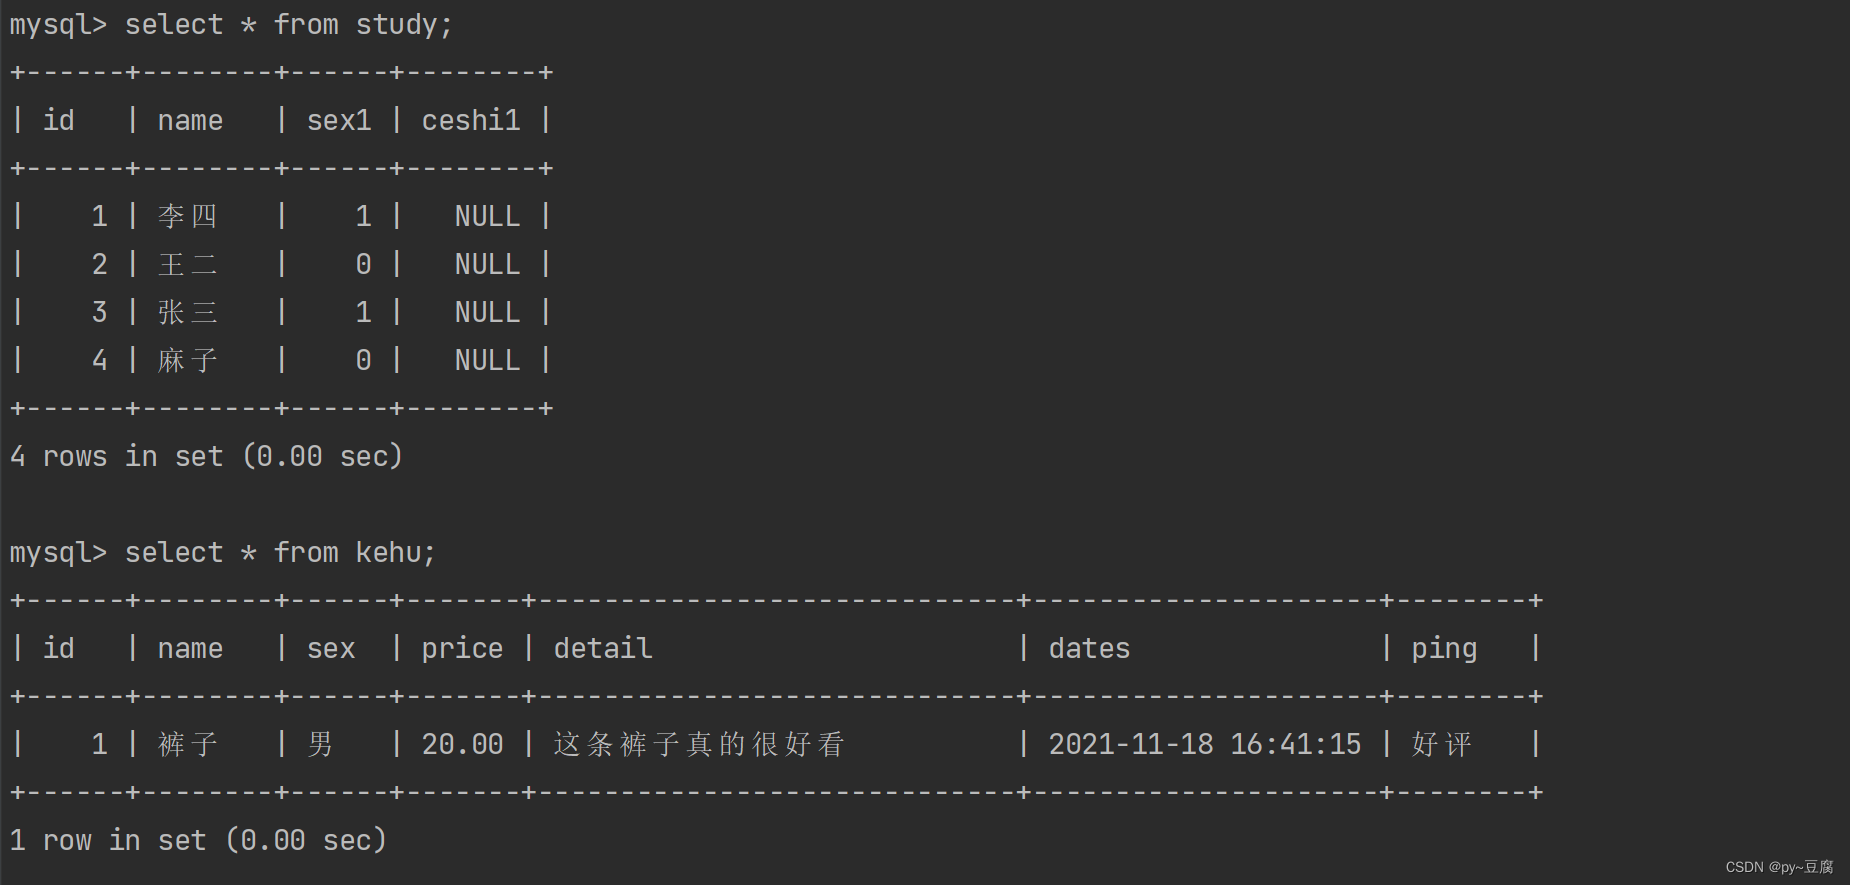 mysql> select * from study;
+------+--------+------+--------+
| id   | name   | sex1 | ceshi1 |
+------+--------+------+--------+
|    1 | 李四   |    1 |   NULL |
|    2 | 王二   |    0 |   NULL |
|    3 | 张三   |    1 |   NULL |
|    4 | 麻子   |    0 |   NULL |
+------+--------+------+--------+
4 rows in set (0.00 sec)
mysql> select * from kehu;
+------+--------+------+-------+-----------------------------+---------------------+--------+
| id   | name   | sex  | price | detail                      | dates               | ping   |
+------+--------+------+-------+-----------------------------+---------------------+--------+
|    1 | 裤子   | 男   | 20.00 | 这条裤子真的很好看          | 2021-11-18 16:41:15 | 好评   |
+------+--------+------+-------+-----------------------------+---------------------+--------+
1 row in set (0.00 sec)
CSDN @py~豆腐